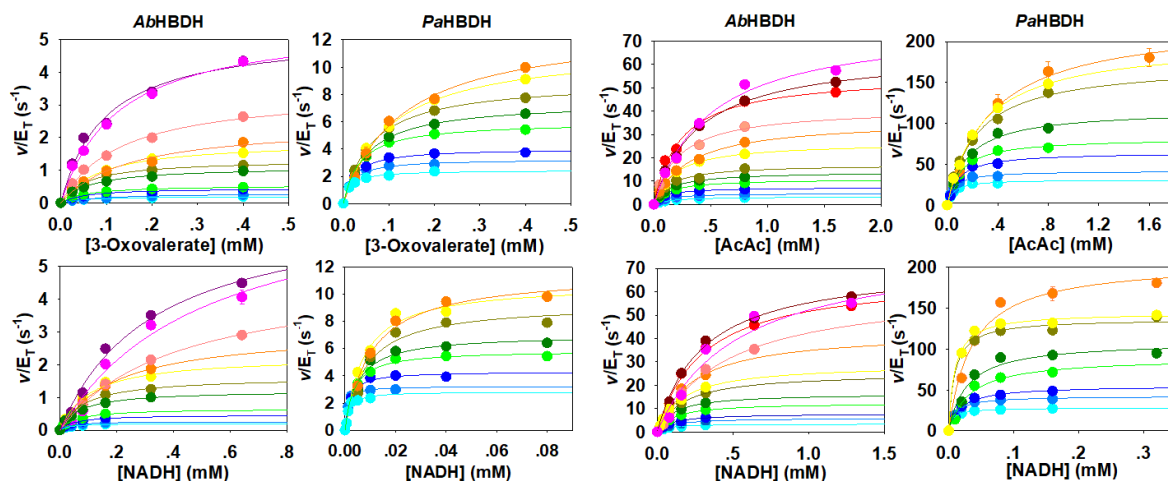 AbHBDH
PaHBDH
AbHBDH
PaHBDH
v/E_T (s⁻¹)
5
4
3
2
1
0
0.0 .1 .2 .3 .4 .5
[3-Oxovalerate] (mM)
12
10
8
6
4
2
0
0.0 .1 .2 .3 .4 .5
[3-Oxovalerate] (mM)
v/E_T (s⁻¹)
70
60
50
40
30
20
10
0
0.0 0.5 1.0 1.5 2.0
[AcAc] (mM)
200
150
100
50
0
0.0 .4 .8 1.2 1.6
[AcAc] (mM)
v/E_T (s⁻¹)
5
4
3
2
1
0
0.0 .2 .4 .6 .8
[NADH] (mM)
v/E_T (s⁻¹)
12
10
8
6
4
2
0
0.00 .02 .04 .06 .08
[NADH] (mM)
v/E_T (s⁻¹)
70
60
50
40
30
20
10
0
0.0 0.5 1.0 1.5
[NADH] (mM)
v/E_T (s⁻¹)
200
150
100
50
0
0.0 .1 .2 .3
[NADH] (mM)